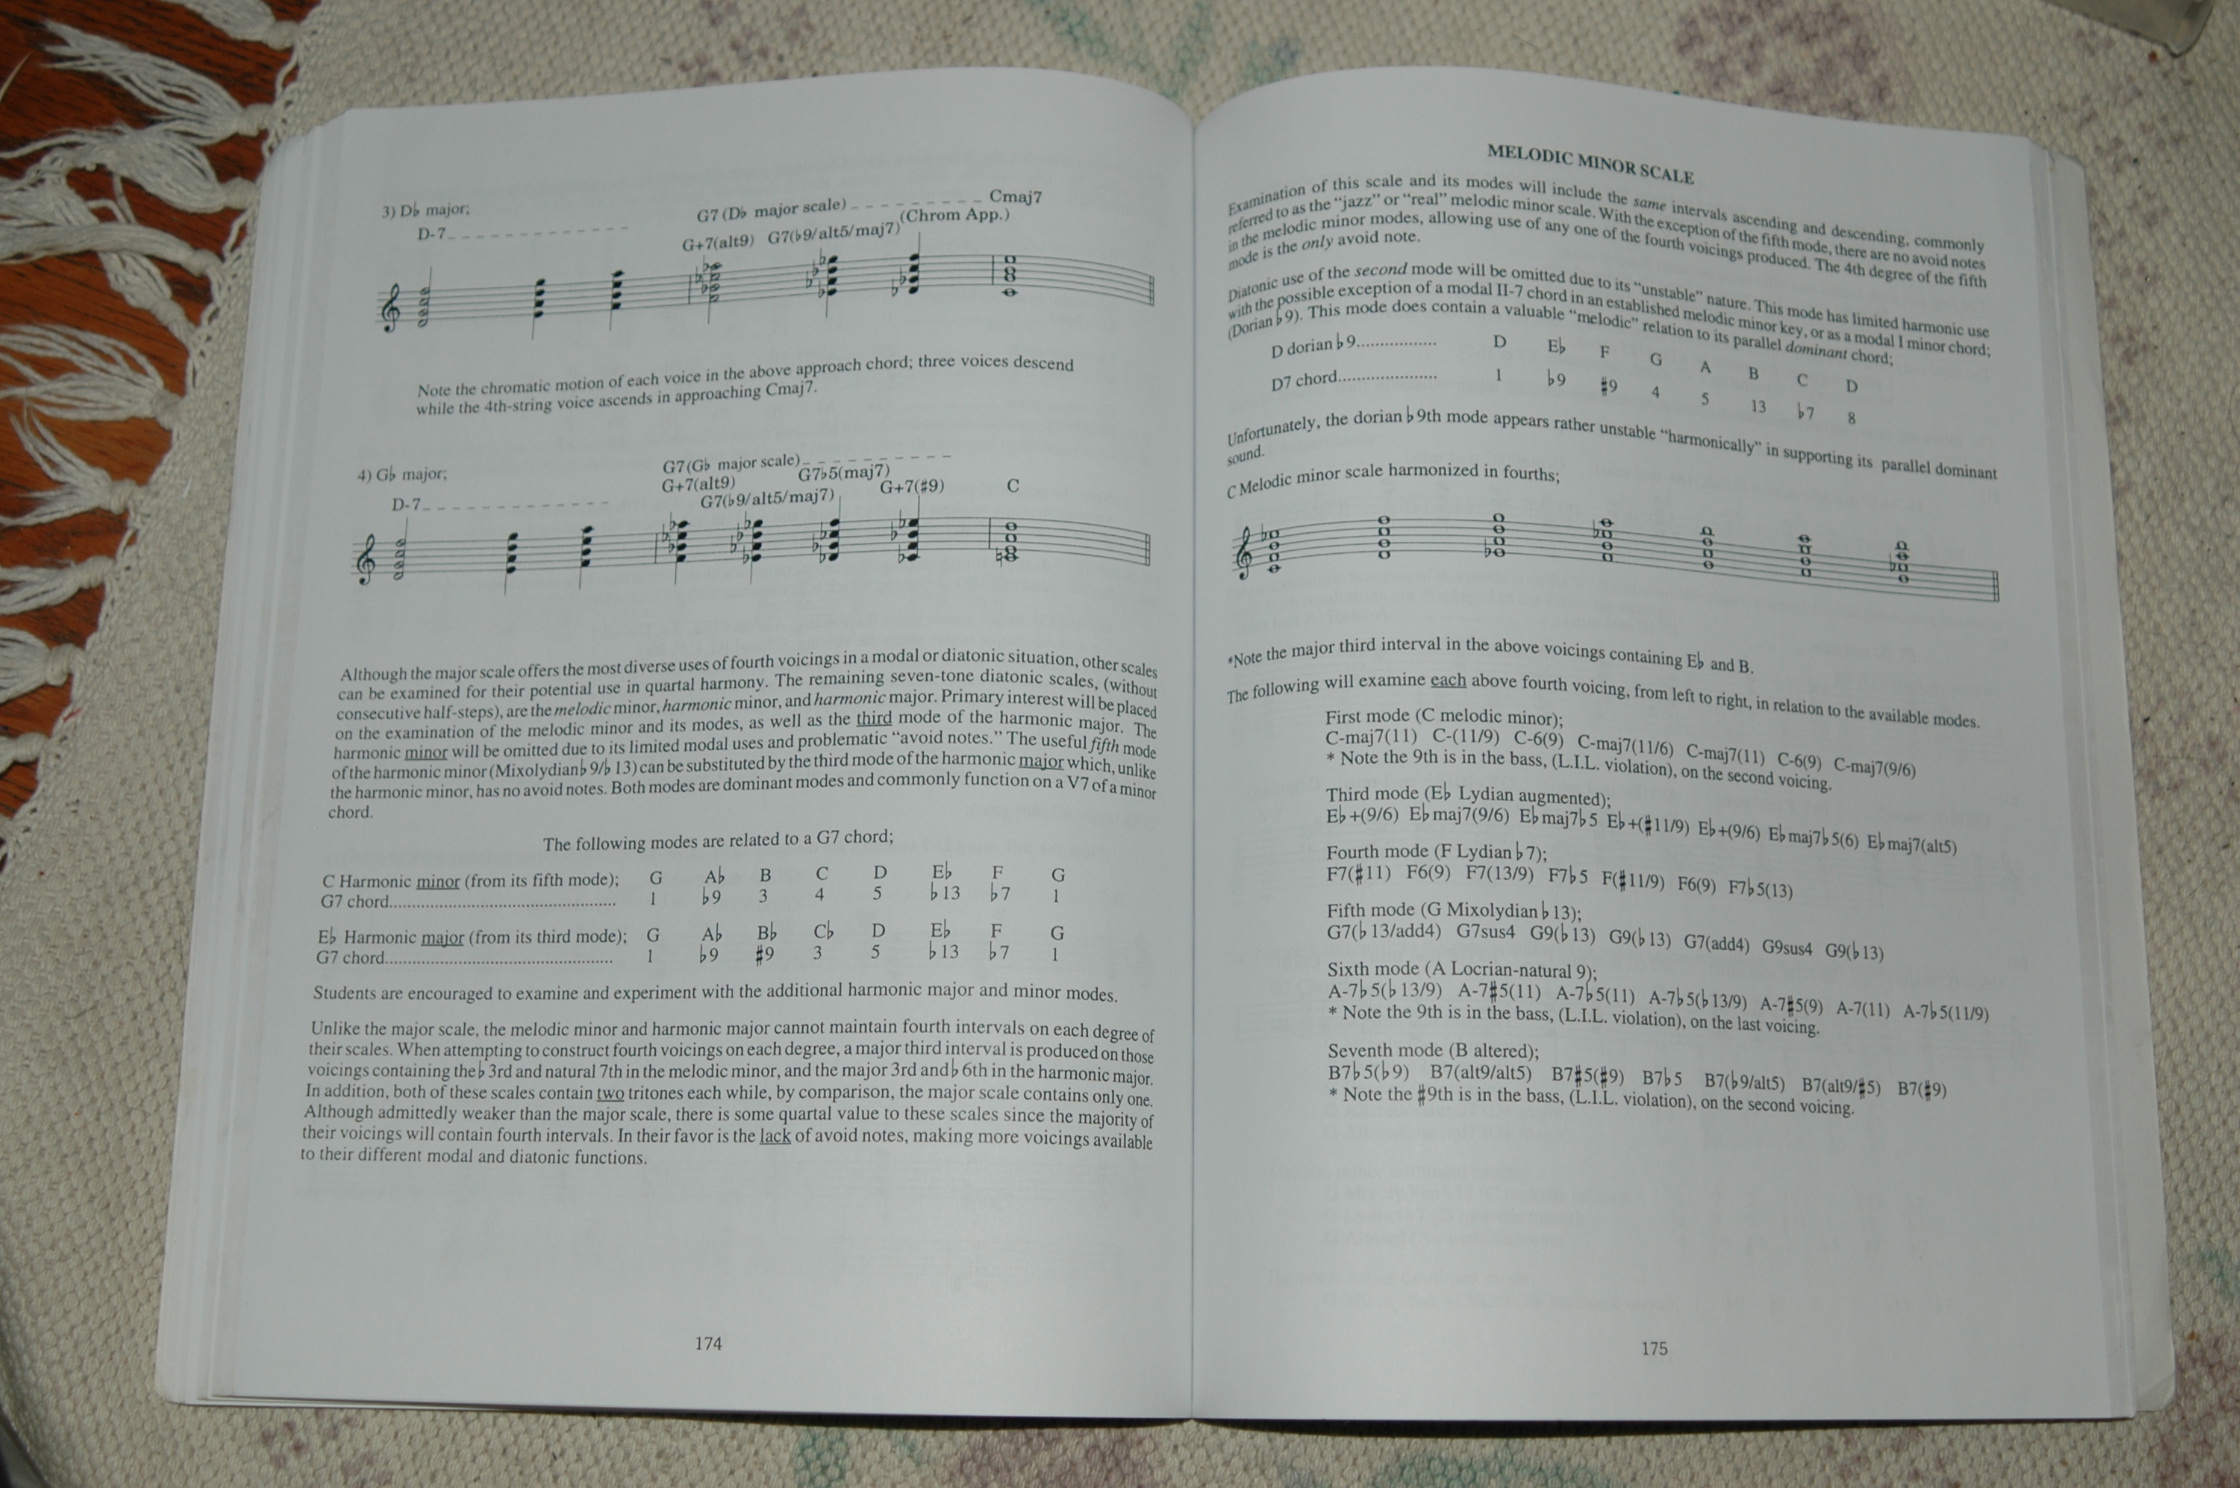 3) D♭ major;
D-7
G7 (D♭ major scale)
Cmaj7
G+7(alt9) G7(♭9/alt5/maj7) (Chrom App.)
Note the chromatic motion of each voice in the above approach chord; three voices descend
while the 4th-string voice ascends in approaching Cmaj7.
4) G♭ major;
D-7
G7(G♭ major scale)
G+7(alt9) G7♭5(maj7)
G7(♭9/alt5/maj7) G+7(♯9) C
Although the major scale offers the most diverse uses of fourth voicings in a modal or diatonic situation, other scales
can be examined for their potential use in quartal harmony. The remaining seven-tone diatonic scales, (without
consecutive half-steps), are the melodic minor, harmonic minor, and harmonic major. Primary interest will be placed
on the examination of the melodic minor and its modes, as well as the third mode of the harmonic major. The
harmonic minor will be omitted due to its limited modal uses and problematic “avoid notes.” The useful fifth mode
of the harmonic minor (Mixolydian♭9/♭13) can be substituted by the third mode of the harmonic major which, unlike
the harmonic minor, has no avoid notes. Both modes are dominant modes and commonly function on a V7 of a minor
chord.
The following modes are related to a G7 chord;
C Harmonic minor (from its fifth mode); G A♭ B C D E♭ F G
G7 chord................................................ 1 ♭9 3 4 5 ♭13 ♭7 1
E♭ Harmonic major (from its third mode); G A♭ B♭ C♭ D E♭ F G
G7 chord................................................ 1 ♭9 ♯9 3 5 ♭13 ♭7 1
Students are encouraged to examine and experiment with the additional harmonic major and minor modes.
Unlike the major scale, the melodic minor and harmonic major cannot maintain fourth intervals on each degree of
their scales. When attempting to construct fourth voicings on each degree, a major third interval is produced on those
voicings containing the♭3rd and natural 7th in the melodic minor, and the major 3rd and♭6th in the harmonic major.
In addition, both of these scales contain two tritones each while, by comparison, the major scale contains only one.
Although admittedly weaker than the major scale, there is some quartal value to these scales since the majority of
their voicings will contain fourth intervals. In their favor is the lack of avoid notes, making more voicings available
to their different modal and diatonic functions.
174
MELODIC MINOR SCALE
Examination of this scale and its modes will include the same intervals ascending and descending, commonly
referred to as the “jazz” or “real” melodic minor scale. With the exception of the fifth mode, there are no avoid notes
in the melodic minor modes, allowing use of any one of the fourth voicings produced. The 4th degree of the fifth
mode is the only avoid note.
Diatonic use of the second mode will be omitted due to its “unstable” nature. This mode has limited harmonic use
with the possible exception of a modal II-7 chord in an established melodic minor key, or as a modal I minor chord;
(Dorian♭9). This mode does contain a valuable “melodic” relation to its parallel dominant chord;
D dorian♭9................. D E♭ F G A B C D
D7 chord..................... 1 ♭9 ♯9 4 5 13 ♭7 8
Unfortunately, the dorian♭9th mode appears rather unstable “harmonically” in supporting its parallel dominant
sound.
C Melodic minor scale harmonized in fourths;
*Note the major third interval in the above voicings containing E♭ and B.
The following will examine each above fourth voicing, from left to right, in relation to the available modes.
First mode (C melodic minor);
C-maj7(11) C-(11/9) C-6(9) C-maj7(11/6) C-maj7(11) C-6(9) C-maj7(9/6)
* Note the 9th is in the bass, (L.I.L. violation), on the second voicing.
Third mode (E♭ Lydian augmented);
E♭+(9/6) E♭maj7(9/6) E♭maj7♭5 E♭+(♯11/9) E♭+(9/6) E♭maj7♭5(6) E♭maj7(alt5)
Fourth mode (F Lydian♭7);
F7(♯11) F6(9) F7(13/9) F7♭5 F(♯11/9) F6(9) F7♭5(13)
Fifth mode (G Mixolydian♭13);
G7(♭13/add4) G7sus4 G9(♭13) G9(♭13) G7(add4) G9sus4 G9(♭13)
Sixth mode (A Locrian-natural 9);
A-7♭5(♭13/9) A-7♯5(11) A-7♭5(11) A-7♭5(♭13/9) A-7♯5(9) A-7(11) A-7♭5(11/9)
* Note the 9th is in the bass, (L.I.L. violation), on the last voicing.
Seventh mode (B altered);
B7♭5(♭9) B7(alt9/alt5) B7♯5(♯9) B7♭5 B7(♭9/alt5) B7(alt9/♯5) B7(♯9)
* Note the ♯9th is in the bass, (L.I.L. violation), on the second voicing.
175